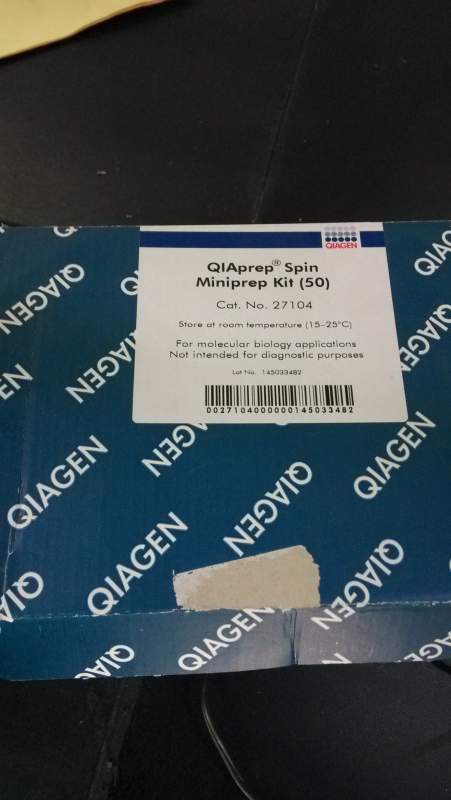 QIAGEN
QIAprep® Spin
Miniprep Kit (50)
Cat. No. 27104
Store at room temperature (15–25°C)
For molecular biology applications
Not intended for diagnostic purposes
Lot No. 145033482
0027104000000145033482
QIAGEN
QIAGEN
QIAGEN
QIAGEN
QIAGEN
QIAGEN
QIAGEN
QIAGEN
QIAGEN